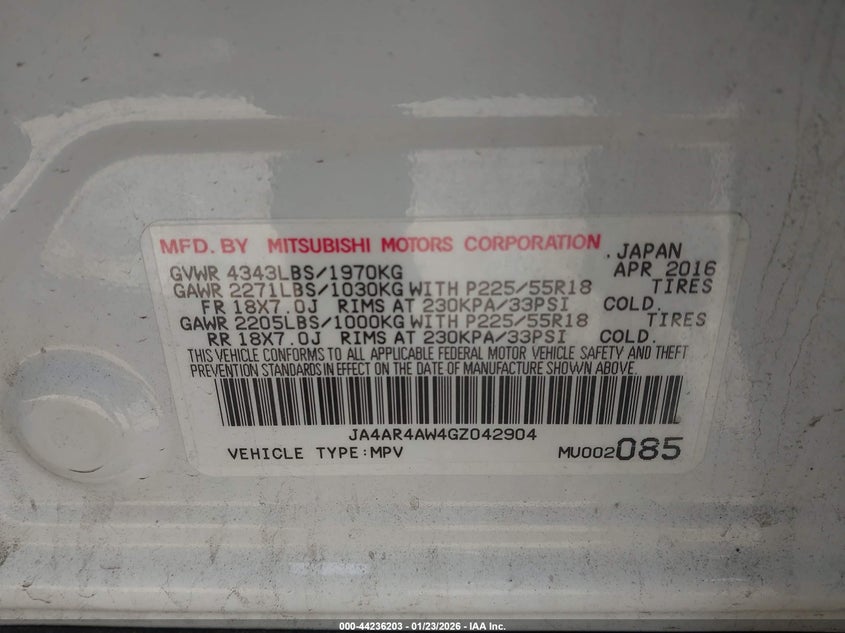 MFD. BY MITSUBISHI MOTORS CORPORATION . JAPAN
GVWR 4343LBS/1970KG APR 2016
GAWR 2271LBS/1030KG WITH P225/55R18 TIRES
FR 18X7.0J RIMS AT 230KPA/33PSI COLD.
GAWR 2205LBS/1000KG WITH P225/55R18 TIRES
RR 18X7.0J RIMS AT 230KPA/33PSI COLD.
THIS VEHICLE CONFORMS TO ALL APPLICABLE FEDERAL MOTOR VEHICLE SAFETY AND THEFT
PREVENTION STANDARDS IN EFFECT ON THE DATE OF MANUFACTURE SHOWN ABOVE.
JA4AR4AW4GZ042904
VEHICLE TYPE:MPV MU002085
000-44236203 - 01/23/2026 - IAA Inc.